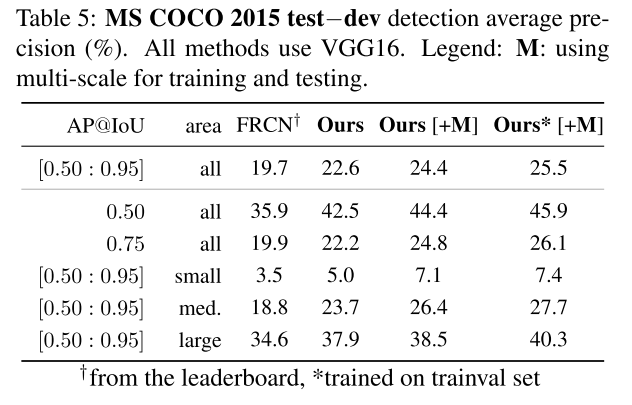 Table 5: MS COCO 2015 test−dev detection average pre-
cision (%). All methods use VGG16. Legend: M: using
multi-scale for training and testing.
AP@IoU area FRCN† Ours Ours [+M] Ours* [+M]
[0.50 : 0.95] all 19.7 22.6 24.4 25.5
0.50 all 35.9 42.5 44.4 45.9
0.75 all 19.9 22.2 24.8 26.1
[0.50 : 0.95] small 3.5 5.0 7.1 7.4
[0.50 : 0.95] med. 18.8 23.7 26.4 27.7
[0.50 : 0.95] large 34.6 37.9 38.5 40.3
†from the leaderboard, *trained on trainval set